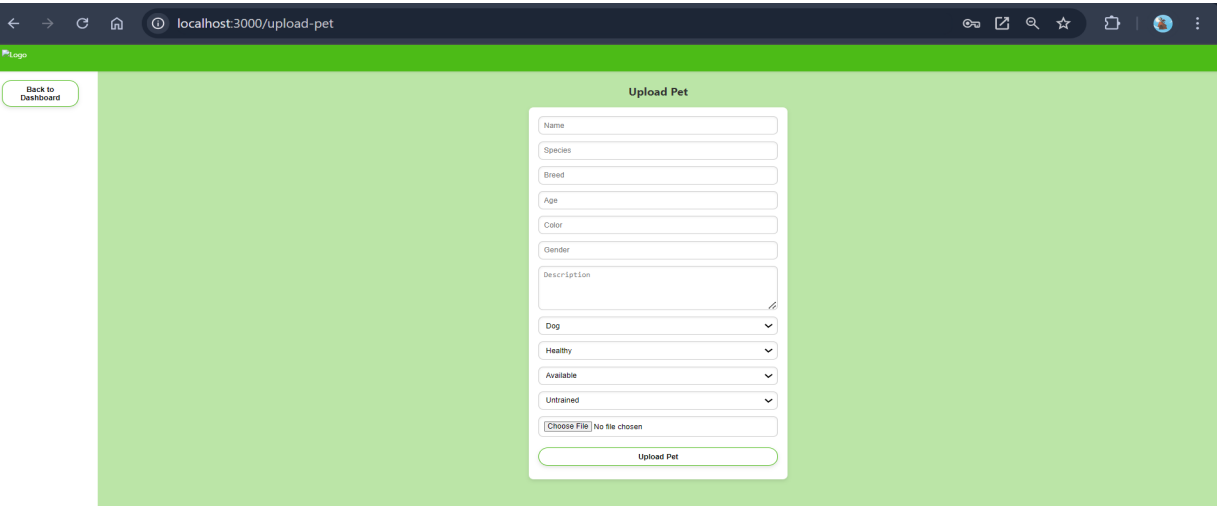 localhost:3000/upload-pet
Logo
Back to
Dashboard
Upload Pet
Name
Species
Breed
Age
Color
Gender
Description
Dog
Healthy
Available
Untrained
Choose File No file chosen
Upload Pet